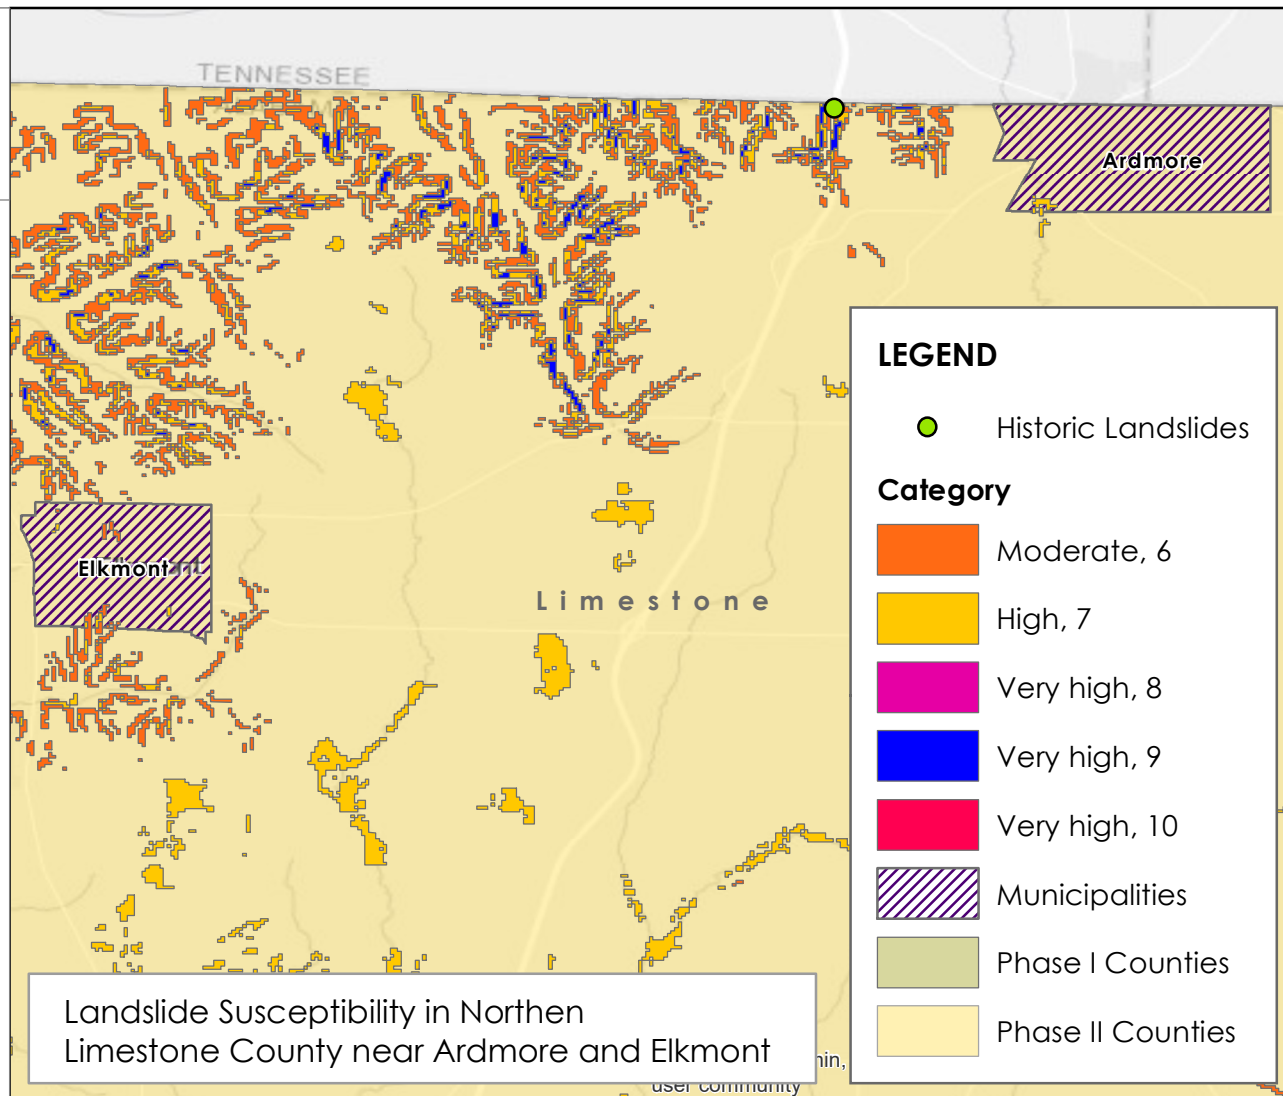 TENNESSEE
Ardmore
LEGEND
Historic Landslides
Category
Moderate, 6
High, 7
Very high, 8
Very high, 9
Very high, 10
Municipalities
Phase I Counties
Phase II Counties
Elkmont
Limestone
Landslide Susceptibility in Northen
Limestone County near Ardmore and Elkmont
user community